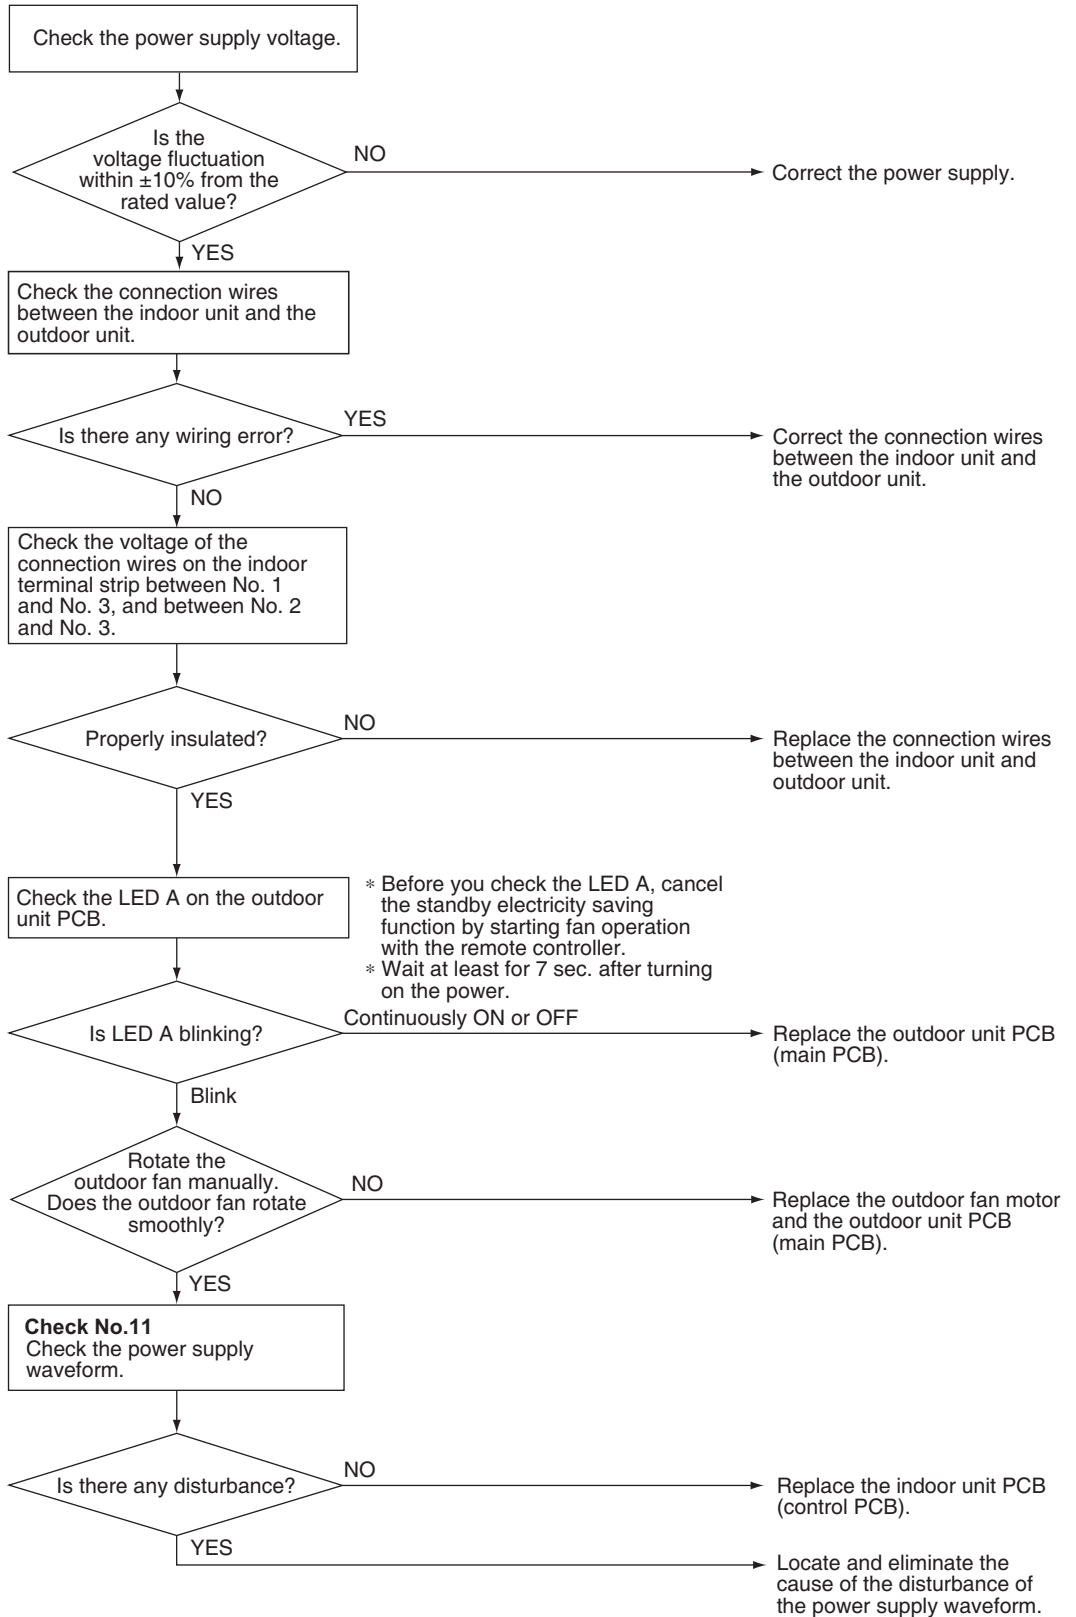 Check the power supply voltage.
Is the
voltage fluctuation
within ±10% from the
rated value?
NO
Correct the power supply.
YES
Check the connection wires
between the indoor unit and the
outdoor unit.
Is there any wiring error?
YES
Correct the connection wires
between the indoor unit and
the outdoor unit.
NO
Check the voltage of the
connection wires on the indoor
terminal strip between No. 1
and No. 3, and between No. 2
and No. 3.
Properly insulated?
NO
Replace the connection wires
between the indoor unit and
outdoor unit.
YES
Check the LED A on the outdoor
unit PCB.
* Before you check the LED A, cancel
the standby electricity saving
function by starting fan operation
with the remote controller.
* Wait at least for 7 sec. after turning
on the power.
Is LED A blinking?
Continuously ON or OFF
Replace the outdoor unit PCB
(main PCB).
Blink
Rotate the
outdoor fan manually.
Does the outdoor fan rotate
smoothly?
NO
Replace the outdoor fan motor
and the outdoor unit PCB
(main PCB).
YES
Check No.11
Check the power supply
waveform.
Is there any disturbance?
NO
Replace the indoor unit PCB
(control PCB).
YES
Locate and eliminate the
cause of the disturbance of
the power supply waveform.